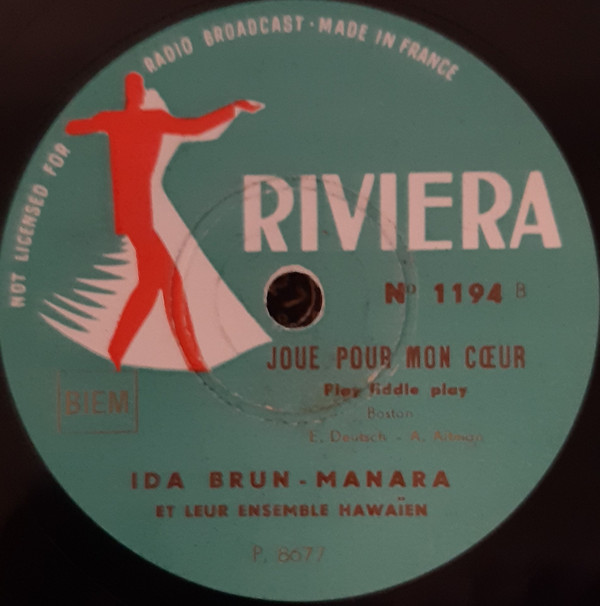 NOT LICENSED FOR RADIO BROADCAST · MADE IN FRANCE
RIVIERA
Nº 1194 B
JOUE POUR MON CŒUR
Play fiddle play
Boston
BIEM
E. Deutsch - A. Altman
IDA BRUN - MANARA
ET LEUR ENSEMBLE HAWAÏEN
P. 8677